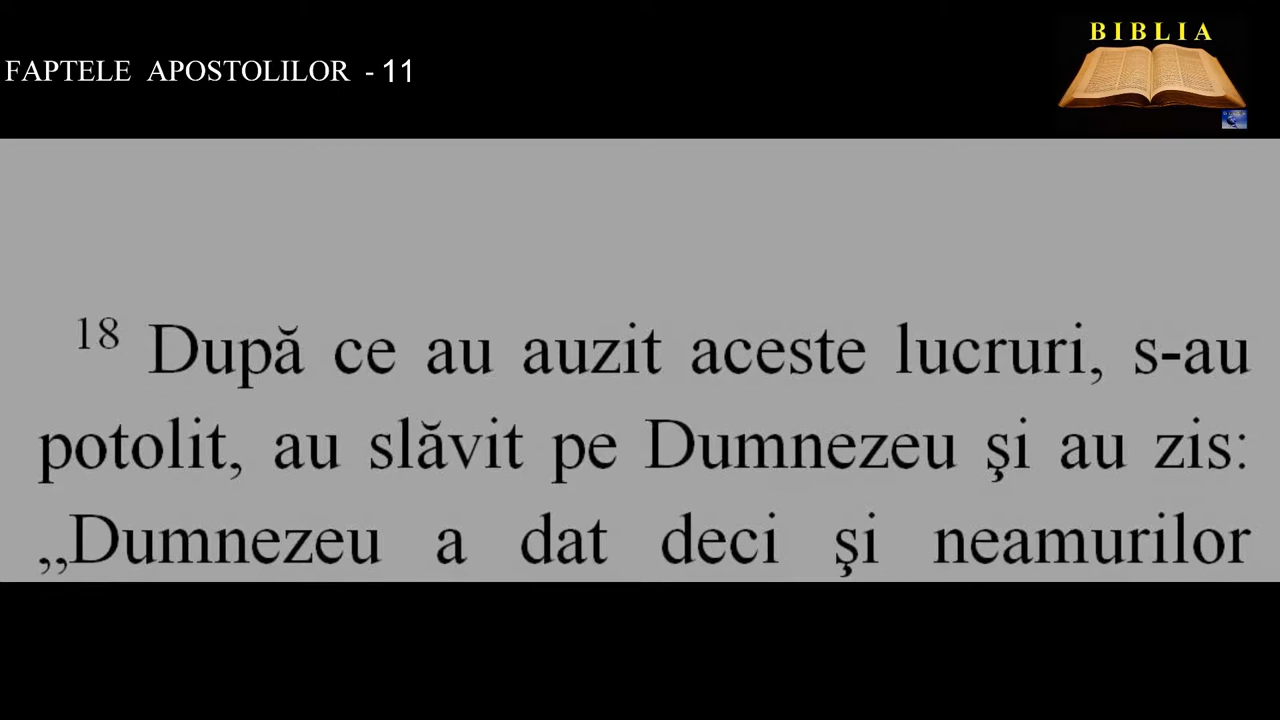 BIBLIA
FAPTELE APOSTOLILOR - 11
18 După ce au auzit aceste lucruri, s-au
potolit, au slăvit pe Dumnezeu şi au zis:
„Dumnezeu a dat deci şi neamurilor